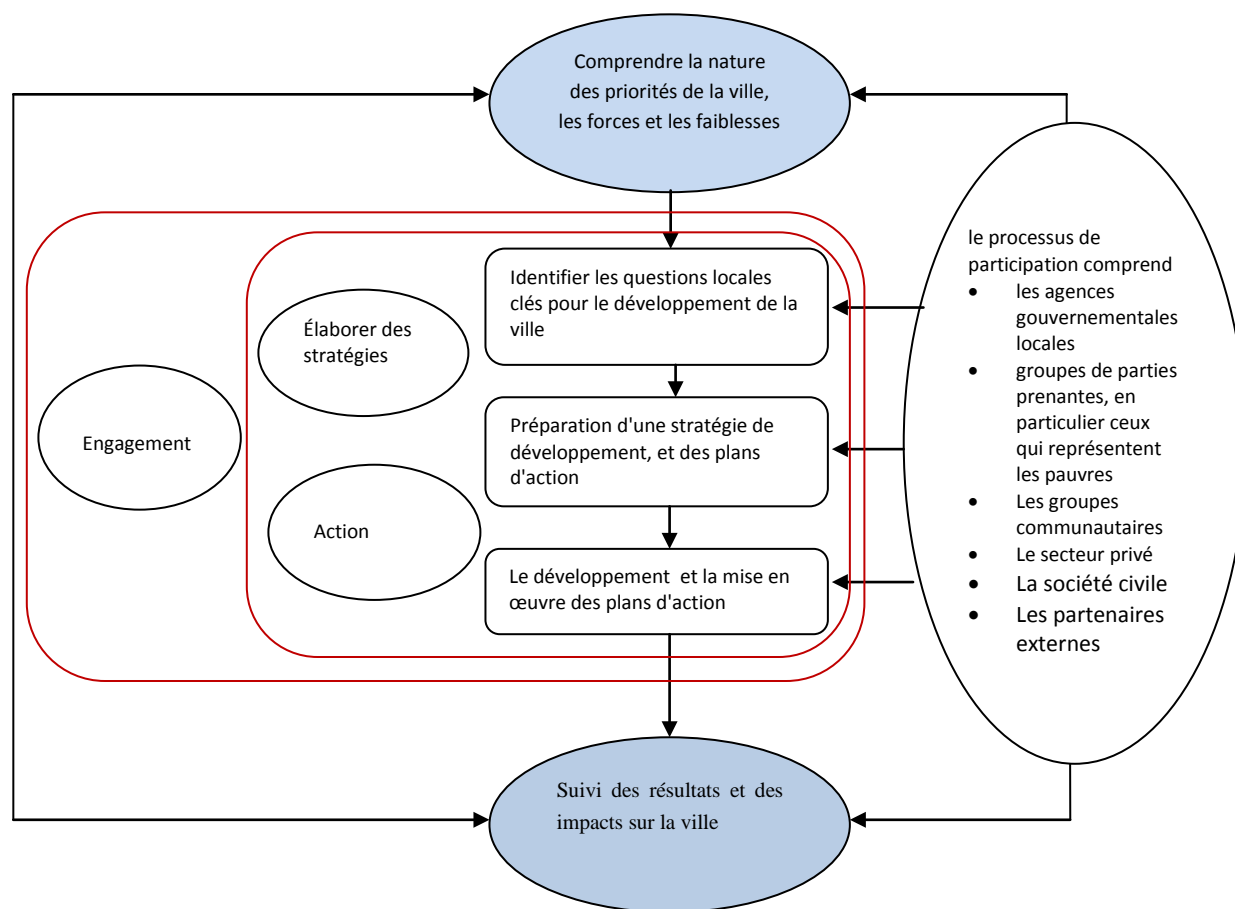 Comprendre la nature
des priorités de la ville,
les forces et les faiblesses
Identifier les questions locales
clés pour le développement de la
ville
Élaborer des
stratégies
Engagement
Préparation d'une stratégie de
développement, et des plans
d'action
Action
Le développement et la mise en
œuvre des plans d'action
le processus de
participation comprend
• les agences
gouvernementales
locales
• groupes de parties
prenantes, en
particulier ceux
qui représentent
les pauvres
• Les groupes
communautaires
• Le secteur privé
• La société civile
• Les partenaires
externes
Suivi des résultats et des
impacts sur la ville